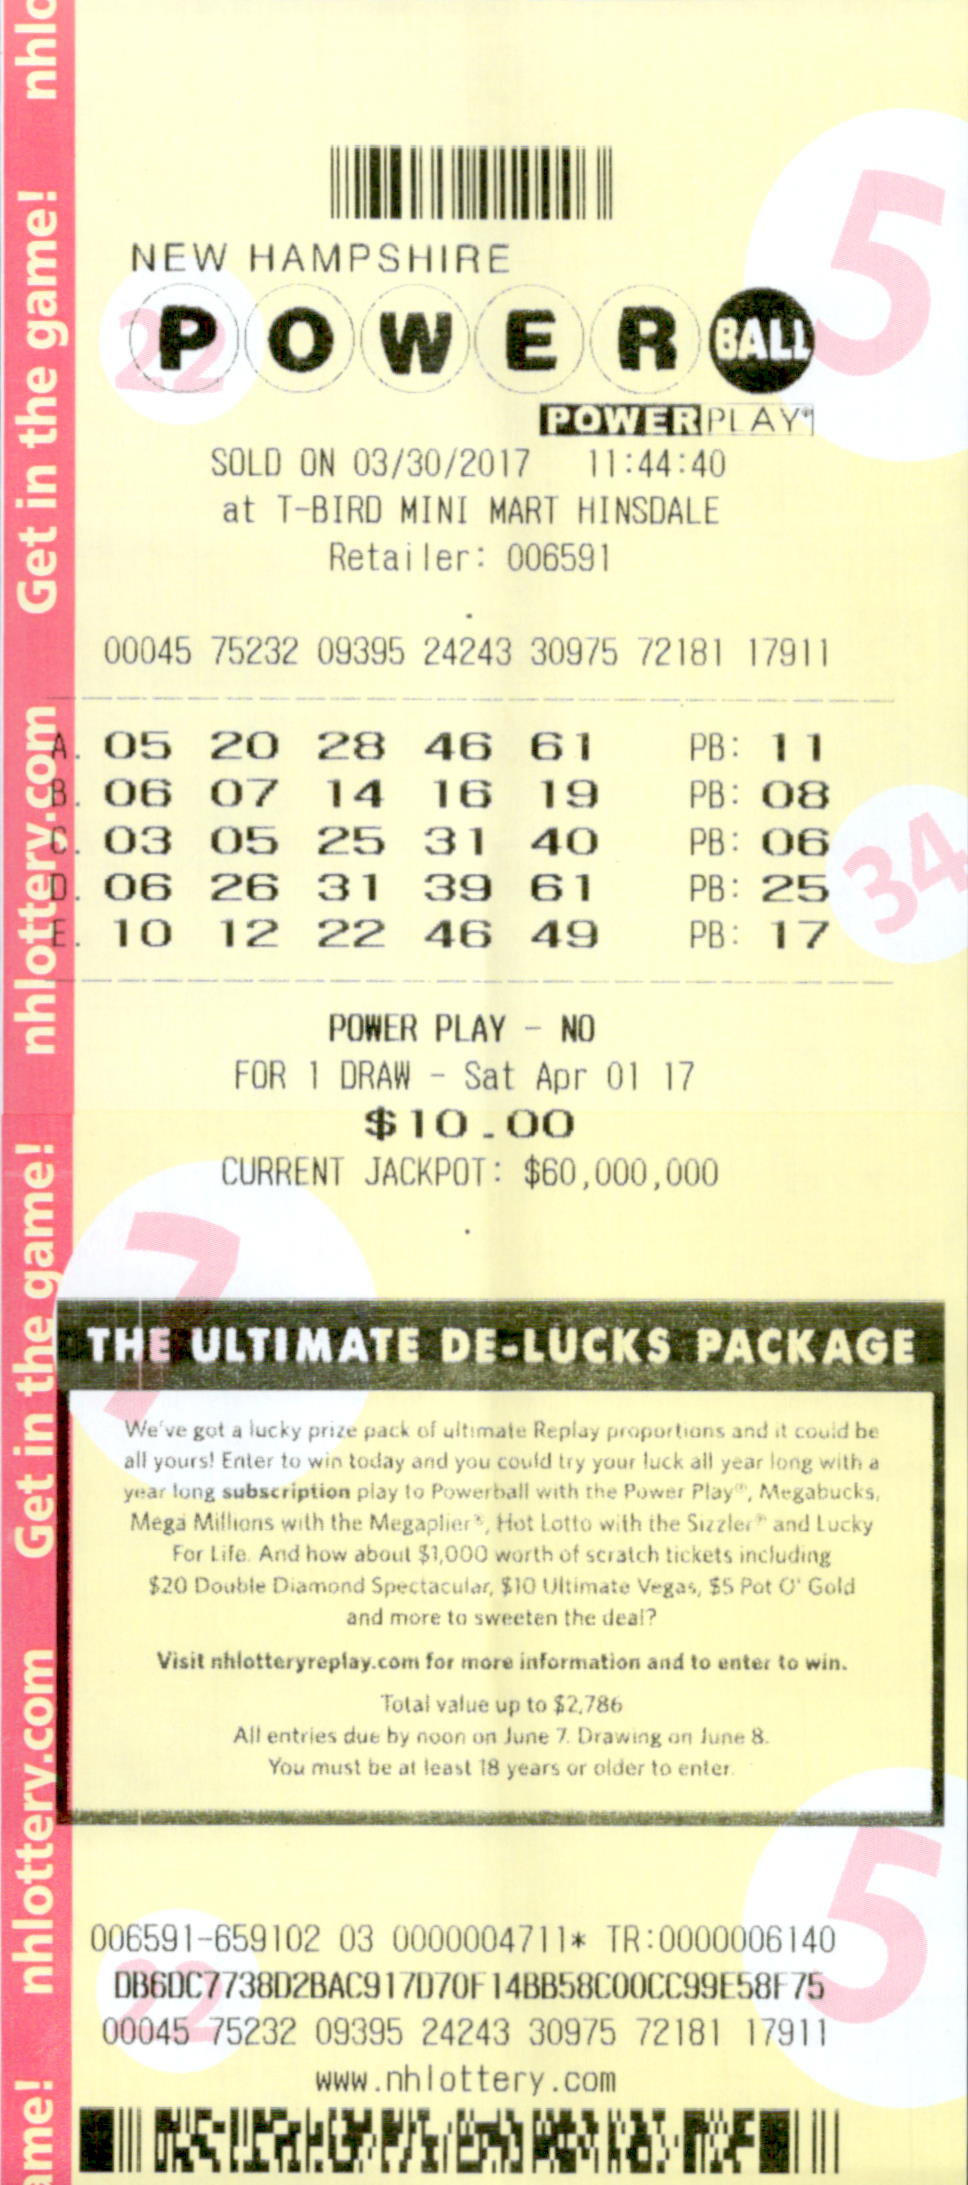 nhlo
Get in the game!
nhlottery.com
Get in the game!
nhlottery.com
ame!
5
22
NEW HAMPSHIRE
POWER BALL
POWERPLAY®
SOLD ON 03/30/2017 11:44:40
at T-BIRD MINI MART HINSDALE
Retailer: 006591
00045 75232 09395 24243 30975 72181 17911
A. 05 20 28 46 61 PB: 11
B. 06 07 14 16 19 PB: 08
C. 03 05 25 31 40 PB: 06
D. 06 26 31 39 61 PB: 25
E. 10 12 22 46 49 PB: 17
34
POWER PLAY - NO
FOR 1 DRAW - Sat Apr 01 17
$10.00
CURRENT JACKPOT: $60,000,000
7
THE ULTIMATE DE-LUCKS PACKAGE
We've got a lucky prize pack of ultimate Replay proportions and it could be
all yours! Enter to win today and you could try your luck all year long with a
year long subscription play to Powerball with the Power Play®, Megabucks,
Mega Millions with the Megaplier®, Hot Lotto with the Sizzler® and Lucky
For Life. And how about $1,000 worth of scratch tickets including
$20 Double Diamond Spectacular, $10 Ultimate Vegas, $5 Pot O' Gold
and more to sweeten the deal?
Visit nhlotteryreplay.com for more information and to enter to win.
Total value up to $2,786
All entries due by noon on June 7. Drawing on June 8.
You must be at least 18 years or older to enter.
5
22
006591-659102 03 0000004711* TR:0000006140
DB6DC7738D2BAC917D70F14BB58C00CC99E58F75
00045 75232 09395 24243 30975 72181 17911
www.nhlottery.com